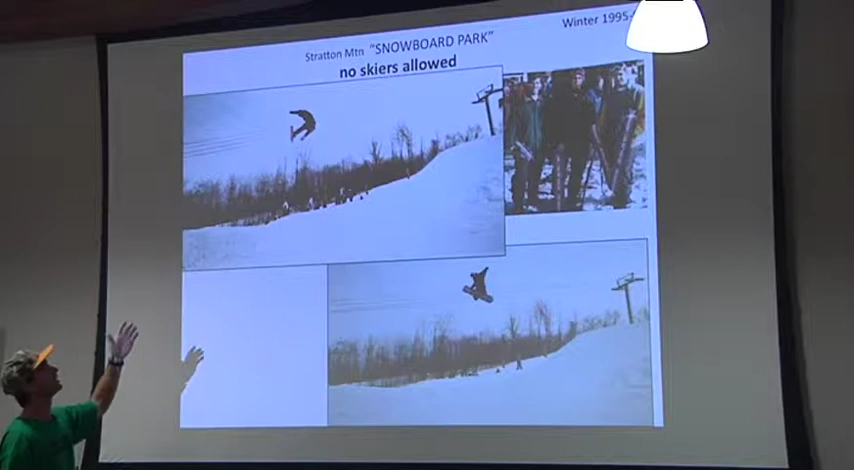 Stratton Mtn "SNOWBOARD PARK"
Winter 1995-
no skiers allowed